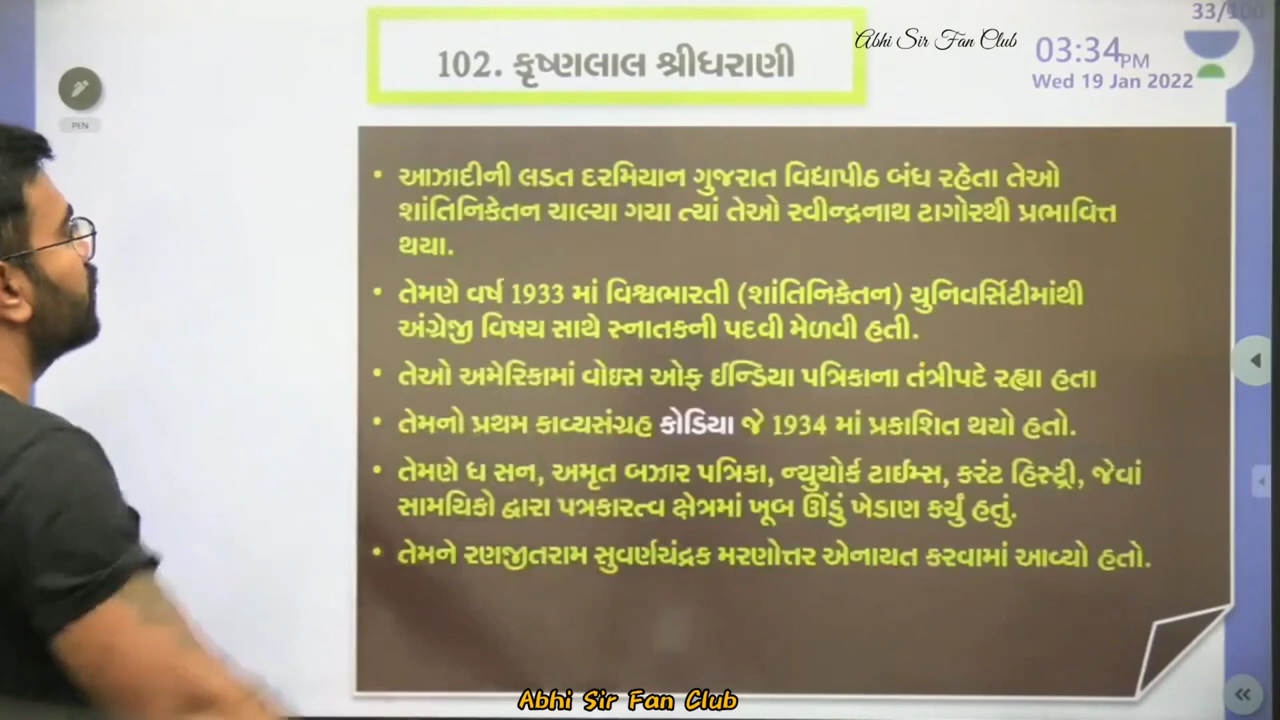 33/100
Abhi Sir Fan Club
03:34 PM
Wed 19 Jan 2022
102. કૃષ્ણલાલ શ્રીધરાણી
PEN
• આઝાદીની લડત દરમિયાન ગુજરાત વિદ્યાપીઠ બંધ રહેતા તેઓ
શાંતિનિકેતન ચાલ્યા ગયા ત્યાં તેઓ રવીન્દ્રનાથ ટાગોરથી પ્રભાવિત્ત
થયા.
• તેમણે વર્ષ 1933 માં વિશ્વભારતી (શાંતિનિકેતન) યુનિવર્સિટીમાંથી
અંગ્રેજી વિષય સાથે સ્નાતકની પદવી મેળવી હતી.
• તેઓ અમેરિકામાં વોઇસ ઓફ ઈન્ડિયા પત્રિકાના તંત્રીપદે રહ્યા હતા
• તેમનો પ્રથમ કાવ્યસંગ્રહ કોડિયા જે 1934 માં પ્રકાશિત થયો હતો.
• તેમણે ધ સન, અમૃત બઝાર પત્રિકા, ન્યુયોર્ક ટાઈમ્સ, કરંટ હિસ્ટ્રી, જેવાં
સામયિકો દ્વારા પત્રકારત્વ ક્ષેત્રમાં ખૂબ ઊંડું ખેડાણ કર્યું હતું.
• તેમને રણજીતરામ સુવર્ણચંદ્રક મરણોત્તર એનાયત કરવામાં આવ્યો હતો.
Abhi Sir Fan Club